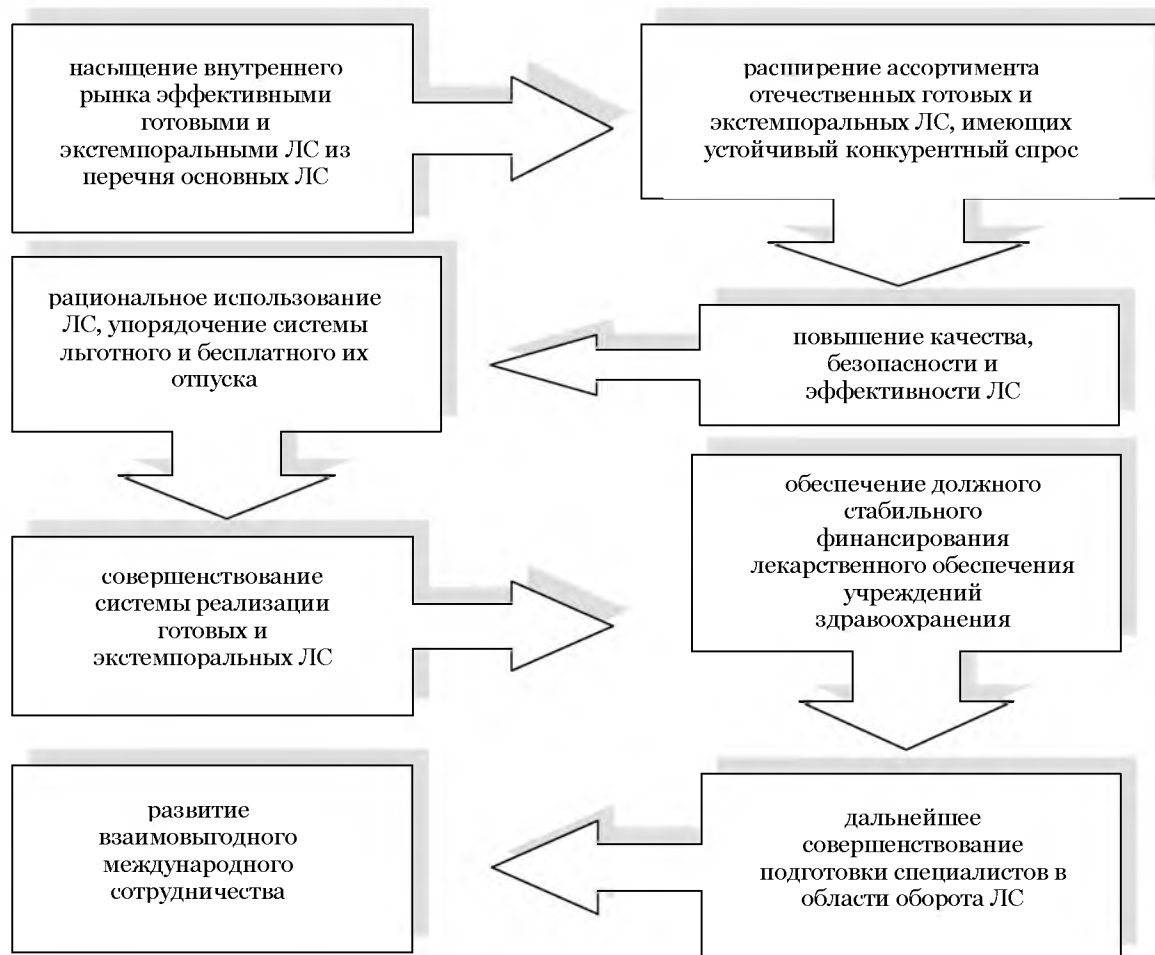 насыщение внутреннего
рынка эффективными
готовыми и
экстемпоральными ЛС из
перечня основных ЛС
расширение ассортимента
отечественных готовых и
экстемпоральных ЛС, имеющих
устойчивый конкурентный спрос
повышение качества,
безопасности и
эффективности ЛС
рациональное использование
ЛС, упорядочение системы
льготного и бесплатного их
отпуска
совершенствование
системы реализации
готовых и
экстемпоральных ЛС
обеспечение должного
стабильного
финансирования
лекарственного обеспечения
учреждений
здравоохранения
дальнейшее
совершенствование
подготовки специалистов в
области оборота ЛС
развитие
взаимовыгодного
международного
сотрудничества